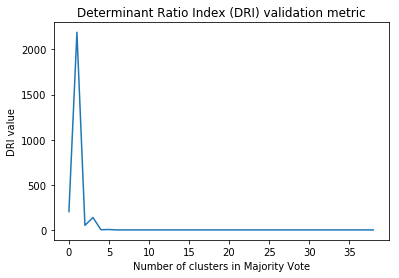 Determinant Ratio Index (DRI) validation metric
2000
1500
1000
500
0
DRI value
0 5 10 15 20 25 30 35
Number of clusters in Majority Vote